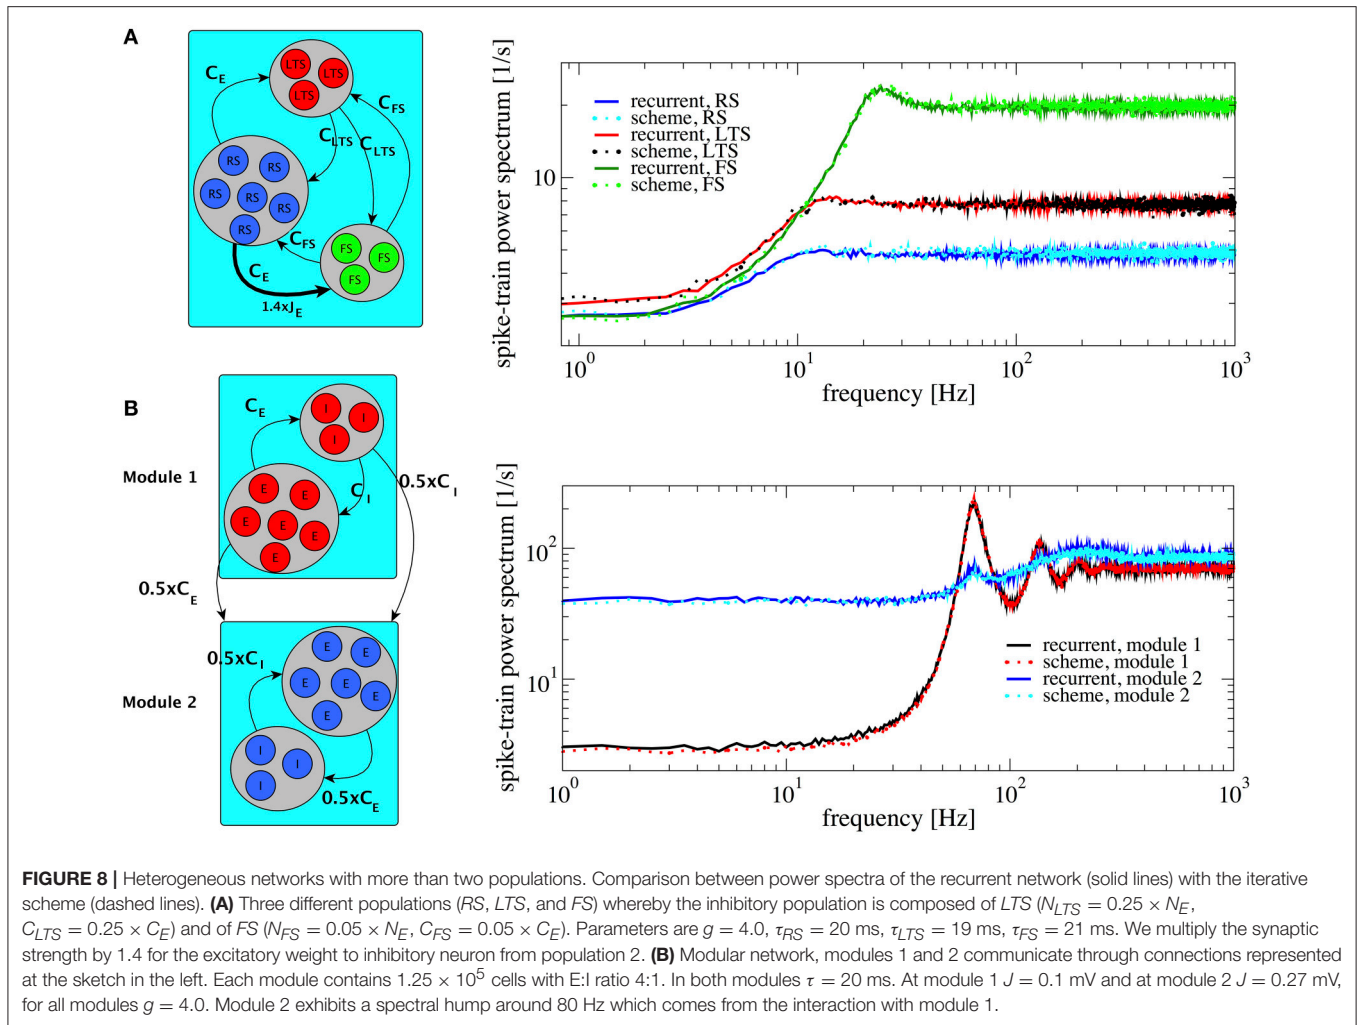 A
LTS
LTS
LTS
C_E
C_FS
C_LTS
C_LTS
RS
RS
RS
RS
RS
RS
C_FS
FS
FS
FS
C_E
1.4xJ_E
spike-train power spectrum [1/s]
recurrent, RS
scheme, RS
recurrent, LTS
scheme, LTS
recurrent, FS
scheme, FS
10
10^0
10^1
10^2
10^3
frequency [Hz]
B
Module 1
C_E
I
I
I
C_I
0.5xC_I
E
E
E
E
E
E
0.5xC_E
Module 2
0.5xC_I
E
E
E
E
E
E
I
I
I
0.5xC_E
spike-train power spectrum [1/s]
10^2
10^1
recurrent, module 1
scheme, module 1
recurrent, module 2
scheme, module 2
10^0
10^1
10^2
10^3
frequency [Hz]
FIGURE 8 | Heterogeneous networks with more than two populations. Comparison between power spectra of the recurrent network (solid lines) with the iterative
scheme (dashed lines). (A) Three different populations (RS, LTS, and FS) whereby the inhibitory population is composed of LTS (N_LTS = 0.25 × N_E,
C_LTS = 0.25 × C_E) and of FS (N_FS = 0.05 × N_E, C_FS = 0.05 × C_E). Parameters are g = 4.0, τ_RS = 20 ms, τ_LTS = 19 ms, τ_FS = 21 ms. We multiply the synaptic
strength by 1.4 for the excitatory weight to inhibitory neuron from population 2. (B) Modular network, modules 1 and 2 communicate through connections represented
at the sketch in the left. Each module contains 1.25 × 10^5 cells with E:I ratio 4:1. In both modules τ = 20 ms. At module 1 J = 0.1 mV and at module 2 J = 0.27 mV,
for all modules g = 4.0. Module 2 exhibits a spectral hump around 80 Hz which comes from the interaction with module 1.